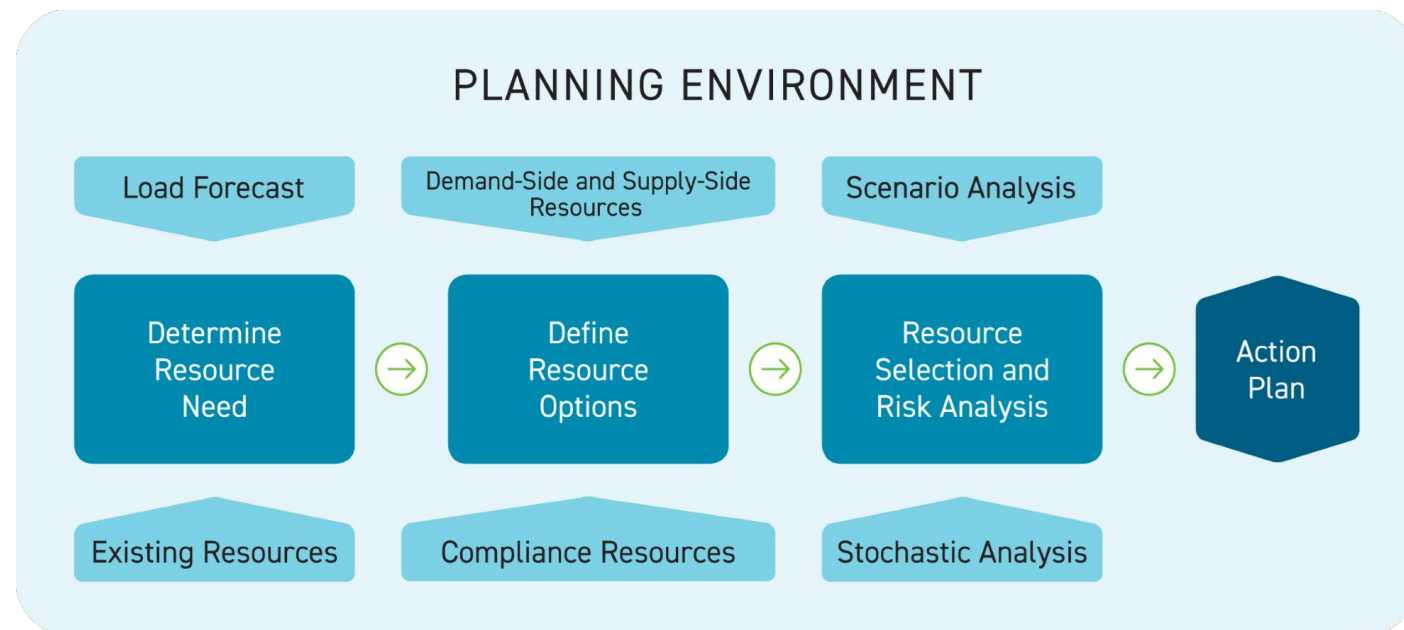 PLANNING ENVIRONMENT
Load Forecast
Demand-Side and Supply-Side
Resources
Scenario Analysis
Determine
Resource
Need
Define
Resource
Options
Resource
Selection and
Risk Analysis
Action
Plan
Existing Resources
Compliance Resources
Stochastic Analysis